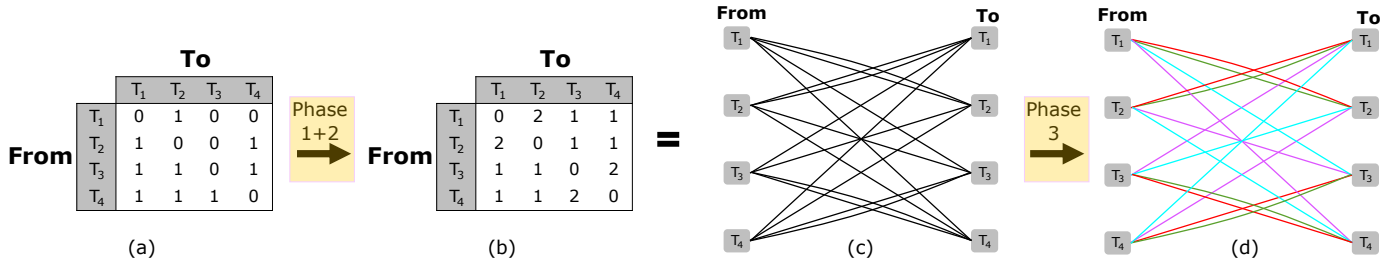 To
T1 T2 T3 T4
From
T1 0 1 0 0
T2 1 0 0 1
T3 1 1 0 1
T4 1 1 1 0
(a)
Phase
1+2
To
T1 T2 T3 T4
From
T1 0 2 1 1
T2 2 0 1 1
T3 1 1 0 2
T4 1 1 2 0
(b)
=
From To
T1 T1
T2 T2
T3 T3
T4 T4
(c)
Phase
3
From To
T1 T1
T2 T2
T3 T3
T4 T4
(d)